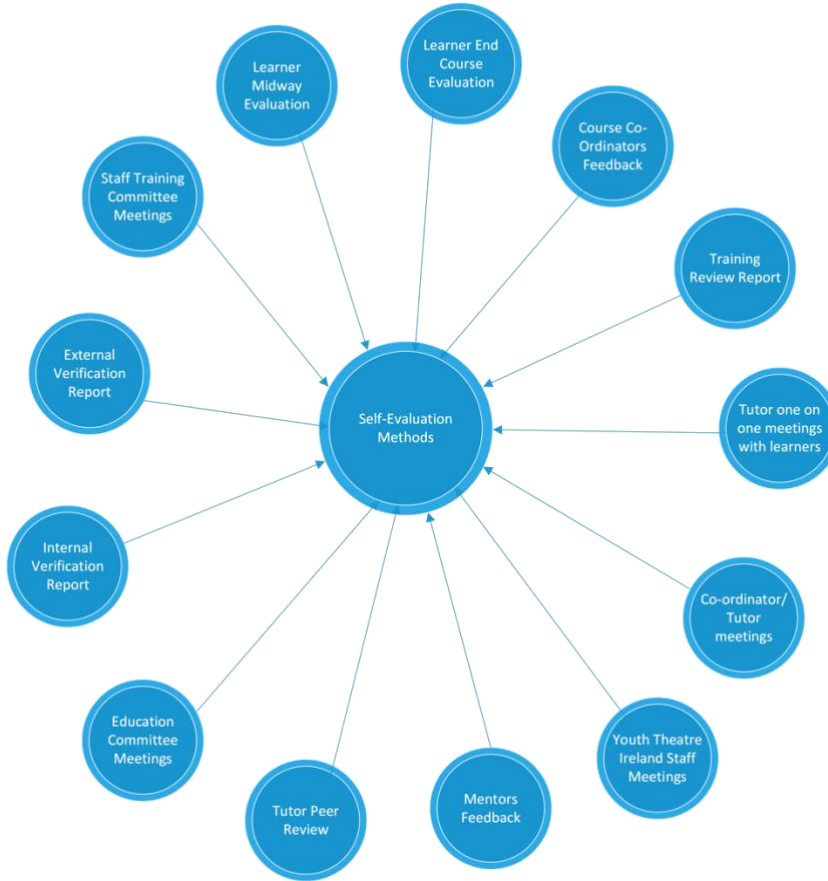 Learner End
Course
Evaluation
Learner
Midway
Evaluation
Course Co-
Ordinators
Feedback
Staff Training
Committee
Meetings
Training
Review Report
External
Verification
Report
Self-Evaluation
Methods
Tutor one on
one meetings
with learners
Internal
Verification
Report
Co-ordinator/
Tutor
meetings
Education
Committee
Meetings
Youth Theatre
Ireland Staff
Meetings
Tutor Peer
Review
Mentors
Feedback